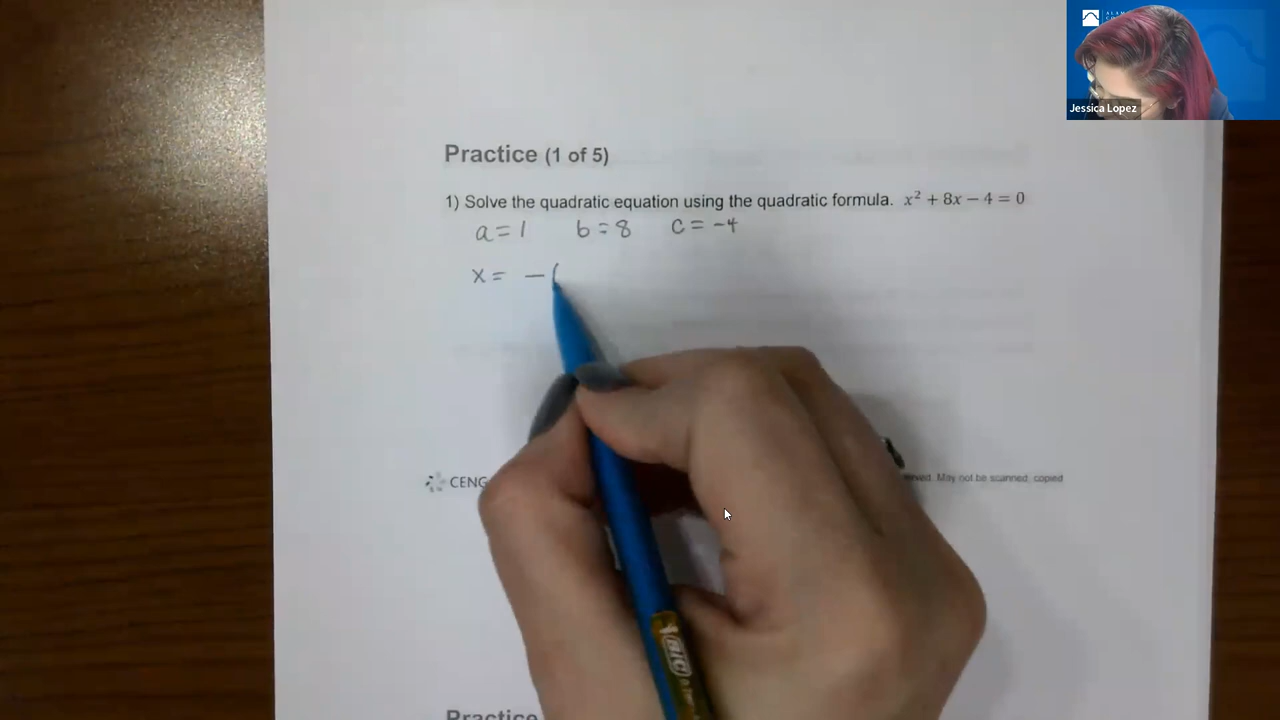 Jessica Lopez
Practice (1 of 5)
1) Solve the quadratic equation using the quadratic formula. x² + 8x − 4 = 0
a = 1 b = 8 c = -4
x = -(
CENG
May not be scanned, copied
BIC
Practice